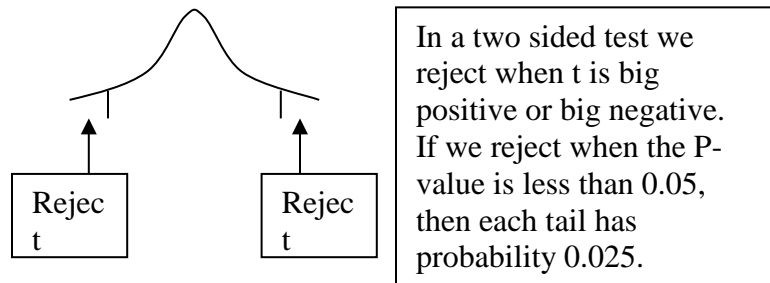 In a two sided test we
reject when t is big
positive or big negative.
If we reject when the P-
value is less than 0.05,
then each tail has
probability 0.025.
Rejec
t
Rejec
t